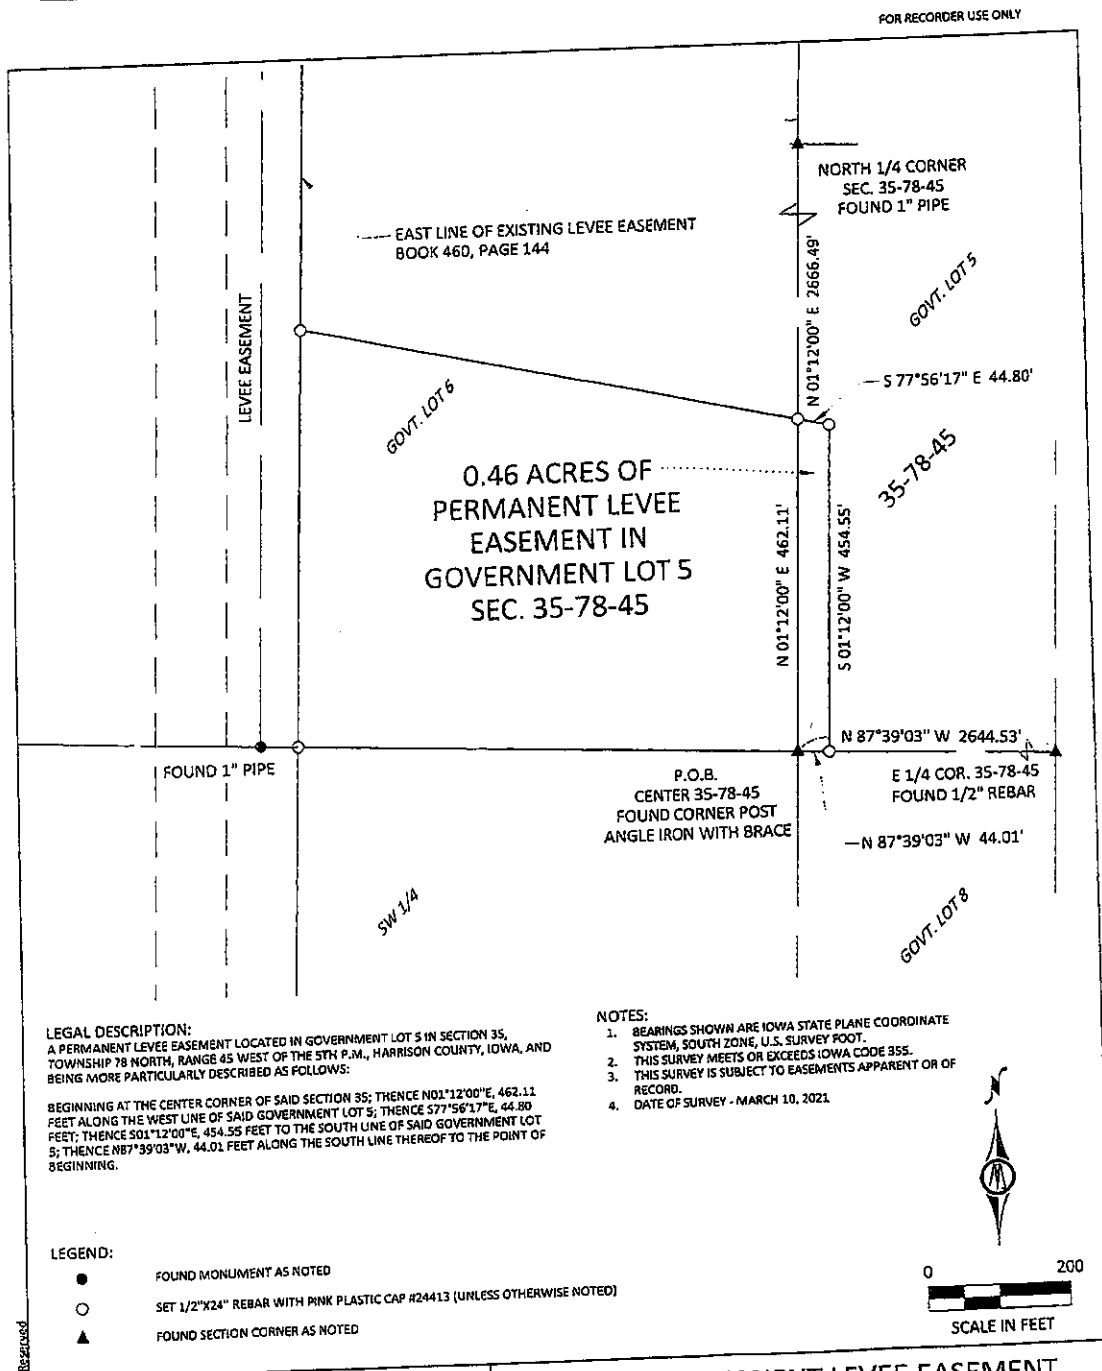 FOR RECORDER USE ONLY
NORTH 1/4 CORNER
SEC. 35-78-45
FOUND 1" PIPE
EAST LINE OF EXISTING LEVEE EASEMENT
BOOK 460, PAGE 144
N 01°12'00" E 2666.49'
GOVT. LOT 5
LEVEE EASEMENT
S 77°56'17" E 44.80'
GOVT. LOT 6
35-78-45
0.46 ACRES OF
PERMANENT LEVEE
EASEMENT IN
GOVERNMENT LOT 5
SEC. 35-78-45
N 01°12'00" E 462.11'
S 01°12'00" W 454.55'
N 87°39'03" W 2644.53'
FOUND 1" PIPE
P.O.B.
CENTER 35-78-45
FOUND CORNER POST
ANGLE IRON WITH BRACE
E 1/4 COR. 35-78-45
FOUND 1/2" REBAR
N 87°39'03" W 44.01'
SW 1/4
GOVT. LOT 8
LEGAL DESCRIPTION:
A PERMANENT LEVEE EASEMENT LOCATED IN GOVERNMENT LOT 5 IN SECTION 35,
TOWNSHIP 78 NORTH, RANGE 45 WEST OF THE 5TH P.M., HARRISON COUNTY, IOWA, AND
BEING MORE PARTICULARLY DESCRIBED AS FOLLOWS:
BEGINNING AT THE CENTER CORNER OF SAID SECTION 35; THENCE N01°12'00"E, 462.11
FEET ALONG THE WEST LINE OF SAID GOVERNMENT LOT 5; THENCE S77°56'17"E, 44.80
FEET; THENCE S01°12'00"E, 454.55 FEET TO THE SOUTH LINE OF SAID GOVERNMENT LOT
5; THENCE N87°39'03"W, 44.01 FEET ALONG THE SOUTH LINE THEREOF TO THE POINT OF
BEGINNING.
NOTES:
1. BEARINGS SHOWN ARE IOWA STATE PLANE COORDINATE
SYSTEM, SOUTH ZONE, U.S. SURVEY FOOT.
2. THIS SURVEY MEETS OR EXCEEDS IOWA CODE 355.
3. THIS SURVEY IS SUBJECT TO EASEMENTS APPARENT OR OF
RECORD.
4. DATE OF SURVEY - MARCH 10, 2021
N
LEGEND:
FOUND MONUMENT AS NOTED
SET 1/2"X24" REBAR WITH PINK PLASTIC CAP #24413 (UNLESS OTHERWISE NOTED)
FOUND SECTION CORNER AS NOTED
0 200
SCALE IN FEET
Reserved
LEVEE EASEMENT